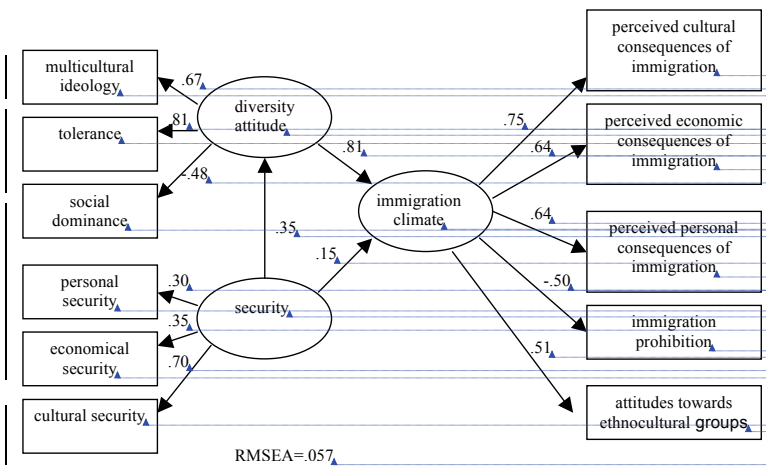 perceived cultural
consequences of
immigration
multicultural
ideology
.67
diversity
attitude
tolerance
.81
.75
perceived economic
consequences of
immigration
.64
.81
-.48
social
dominance
immigration
climate
.64
perceived personal
consequences of
immigration
.35
.15
personal
security
.30
security
-.50
immigration
prohibition
.35
economical
security
.70
.51
cultural security
attitudes towards
ethnocultural groups
RMSEA=.057